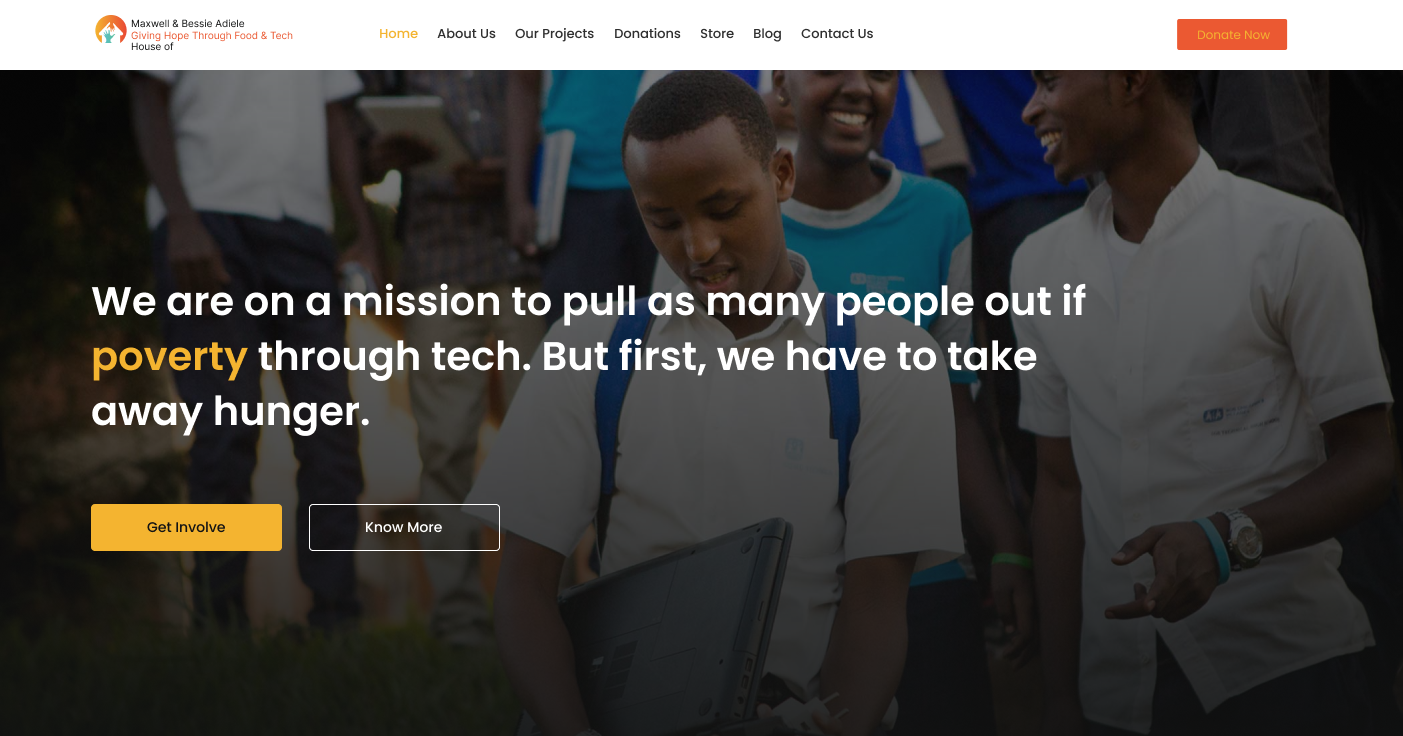 Maxwell & Bessie Adiele
Giving Hope Through Food & Tech
House of
Home About Us Our Projects Donations Store Blog Contact Us
Donate Now
We are on a mission to pull as many people out if
poverty through tech. But first, we have to take
away hunger.
Get Involve Know More